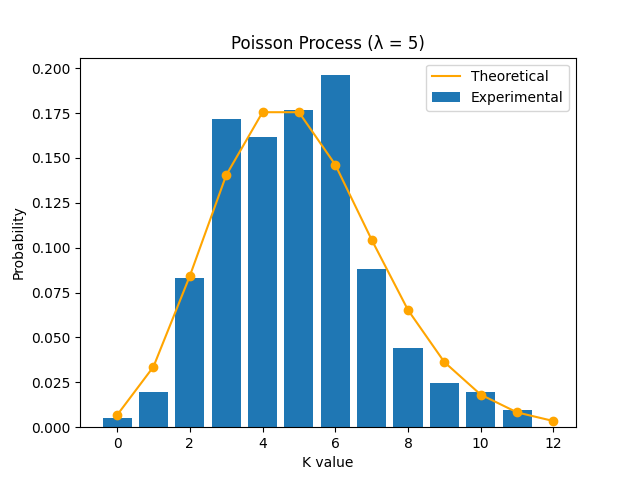 Poisson Process (λ = 5)
Theoretical
Experimental
Probability
0.200
0.175
0.150
0.125
0.100
0.075
0.050
0.025
0.000
0 2 4 6 8 10 12
K value